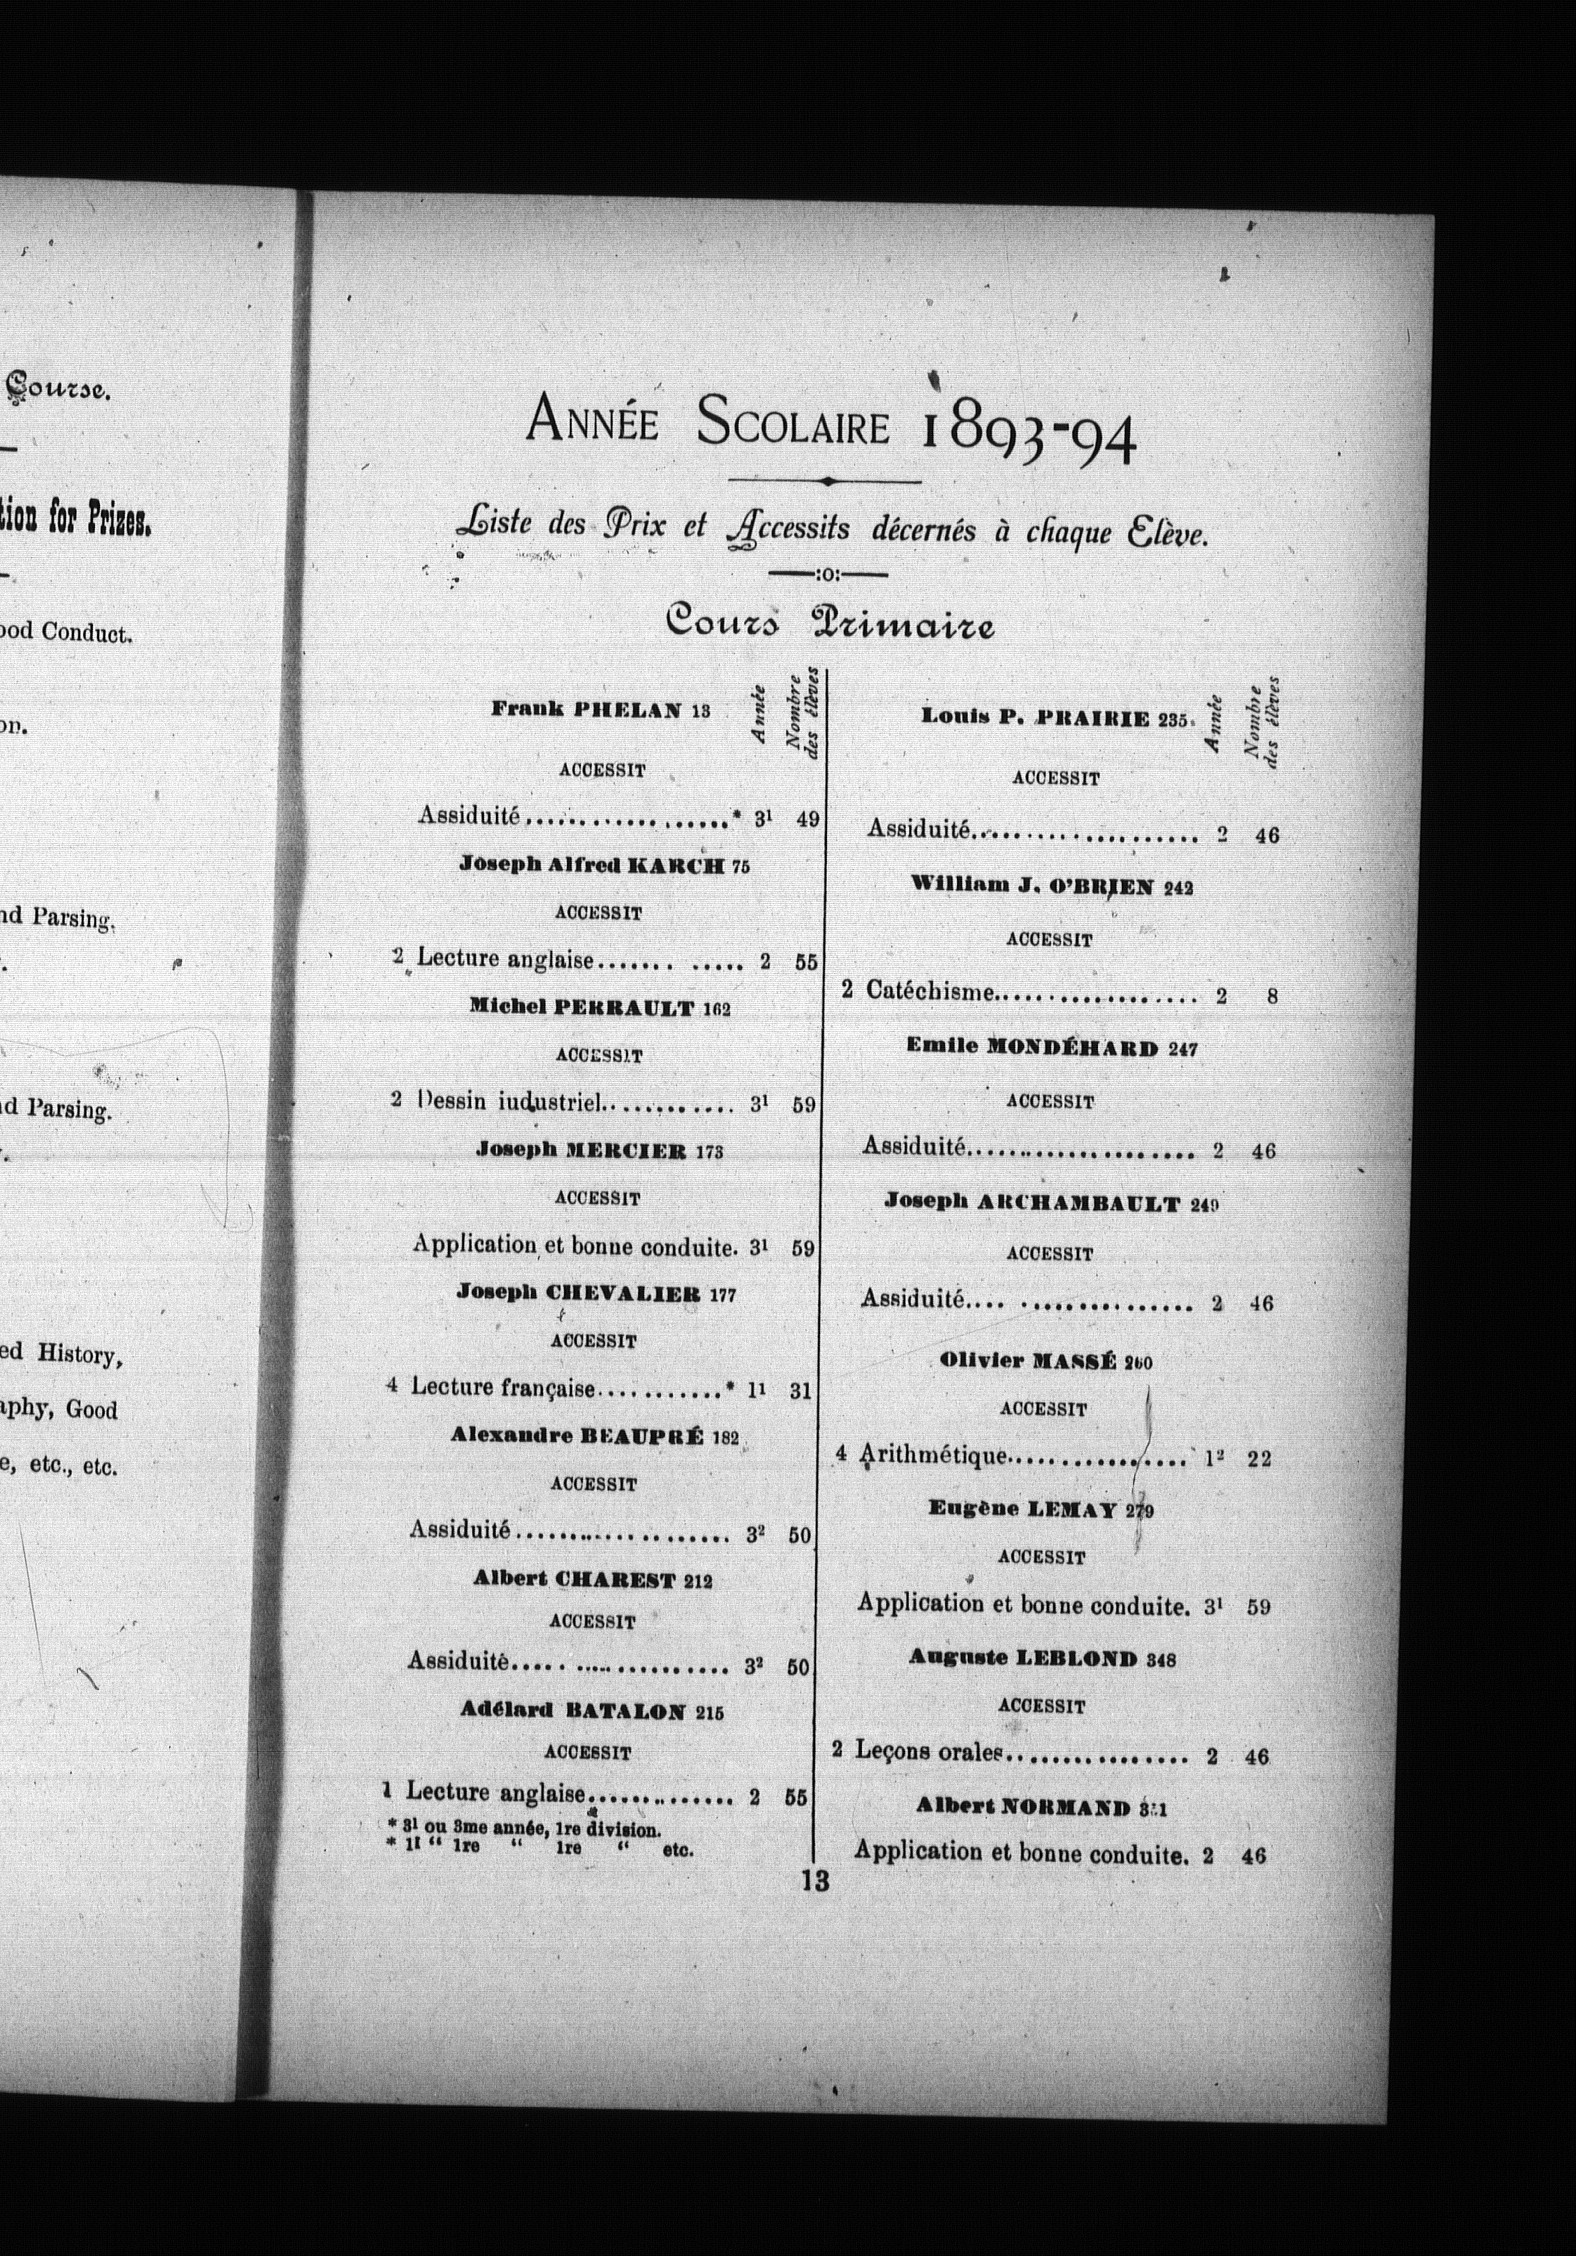 Course.
tion for Prizes.
ood Conduct.
on.
nd Parsing.
nd Parsing.
ed History,
aphy, Good
e, etc., etc.
ANNÉE SCOLAIRE 1893-94
Liste des Prix et Accessits décernés à chaque Elève.
:o:
Cours Primaire
Année
Nombre des élèves
Frank PHELAN 13
ACCESSIT
Assiduité....................* 3¹ 49
Joseph Alfred KARCH 75
ACCESSIT
2 Lecture anglaise....... ..... 2 55
Michel PERRAULT 162
ACCESSIT
2 Dessin iudustriel............ 3¹ 59
Joseph MERCIER 173
ACCESSIT
Application et bonne conduite. 3¹ 59
Joseph CHEVALIER 177
ACCESSIT
4 Lecture française...........* 1¹ 31
Alexandre BEAUPRÉ 182
ACCESSIT
Assiduité.................... 3² 50
Albert CHAREST 212
ACCESSIT
Assiduité..... ............... 3² 50
Adélard BATALON 215
ACCESSIT
1 Lecture anglaise............. 2 55
* 3¹ ou 3me année, 1re division.
* 1¹ “ 1re “ 1re “ etc.
Année
Nombre des élèves
Louis P. PRAIRIE 235
ACCESSIT
Assiduité..................... 2 46
William J. O'BRIEN 242
ACCESSIT
2 Catéchisme.................. 2 8
Emile MONDÉHARD 247
ACCESSIT
Assiduité..................... 2 46
Joseph ARCHAMBAULT 249
ACCESSIT
Assiduité.... ................ 2 46
Olivier MASSÉ 260
ACCESSIT
4 Arithmétique................ 1² 22
Eugène LEMAY 279
ACCESSIT
Application et bonne conduite. 3¹ 59
Auguste LEBLOND 348
ACCESSIT
2 Leçons orales................ 2 46
Albert NORMAND
Application et bonne conduite. 2 46
13